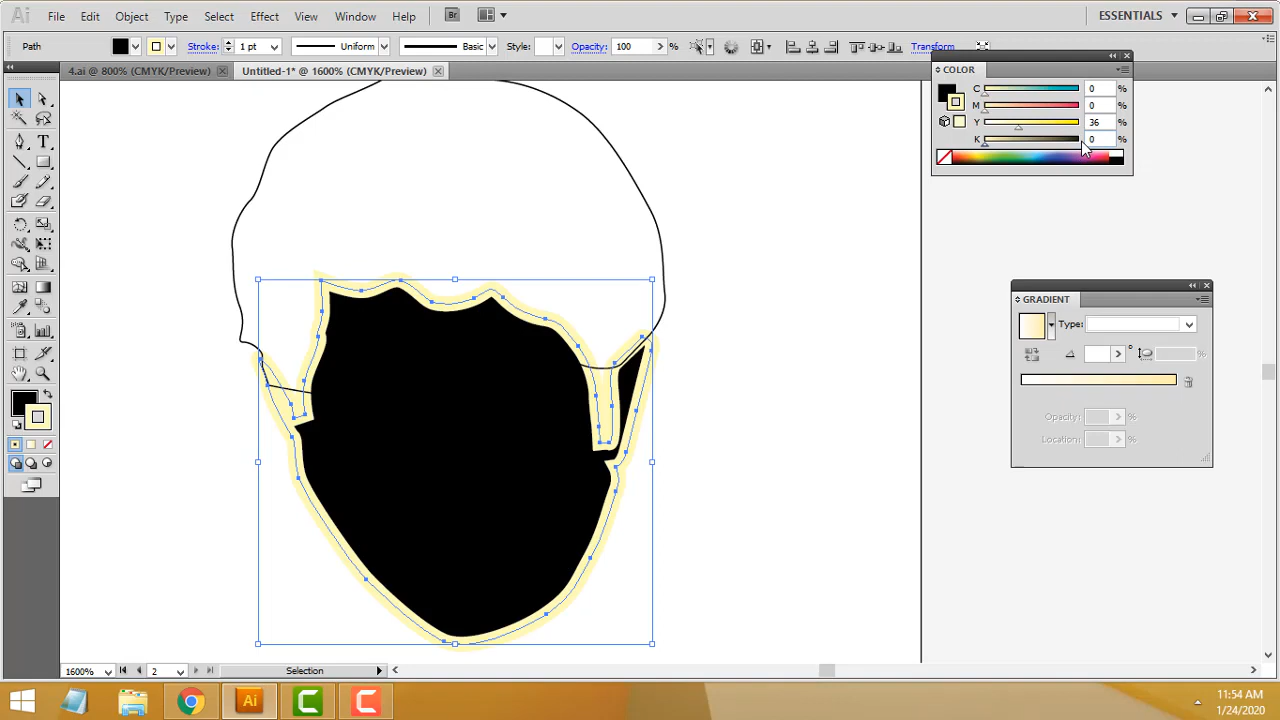 Ai File Edit Object Type Select Effect View Window Help Br ESSENTIALS
Path Stroke: 1 pt Uniform Basic Style: Opacity: 100 % Transform
4.ai @ 800% (CMYK/Preview) Untitled-1* @ 1600% (CMYK/Preview)
COLOR
C 0 %
M 0 %
Y 36 %
K 0 %
GRADIENT
Type:
°
%
Opacity: %
Location: %
1600% 2 Selection
Ai C C
11:54 AM
1/24/2020